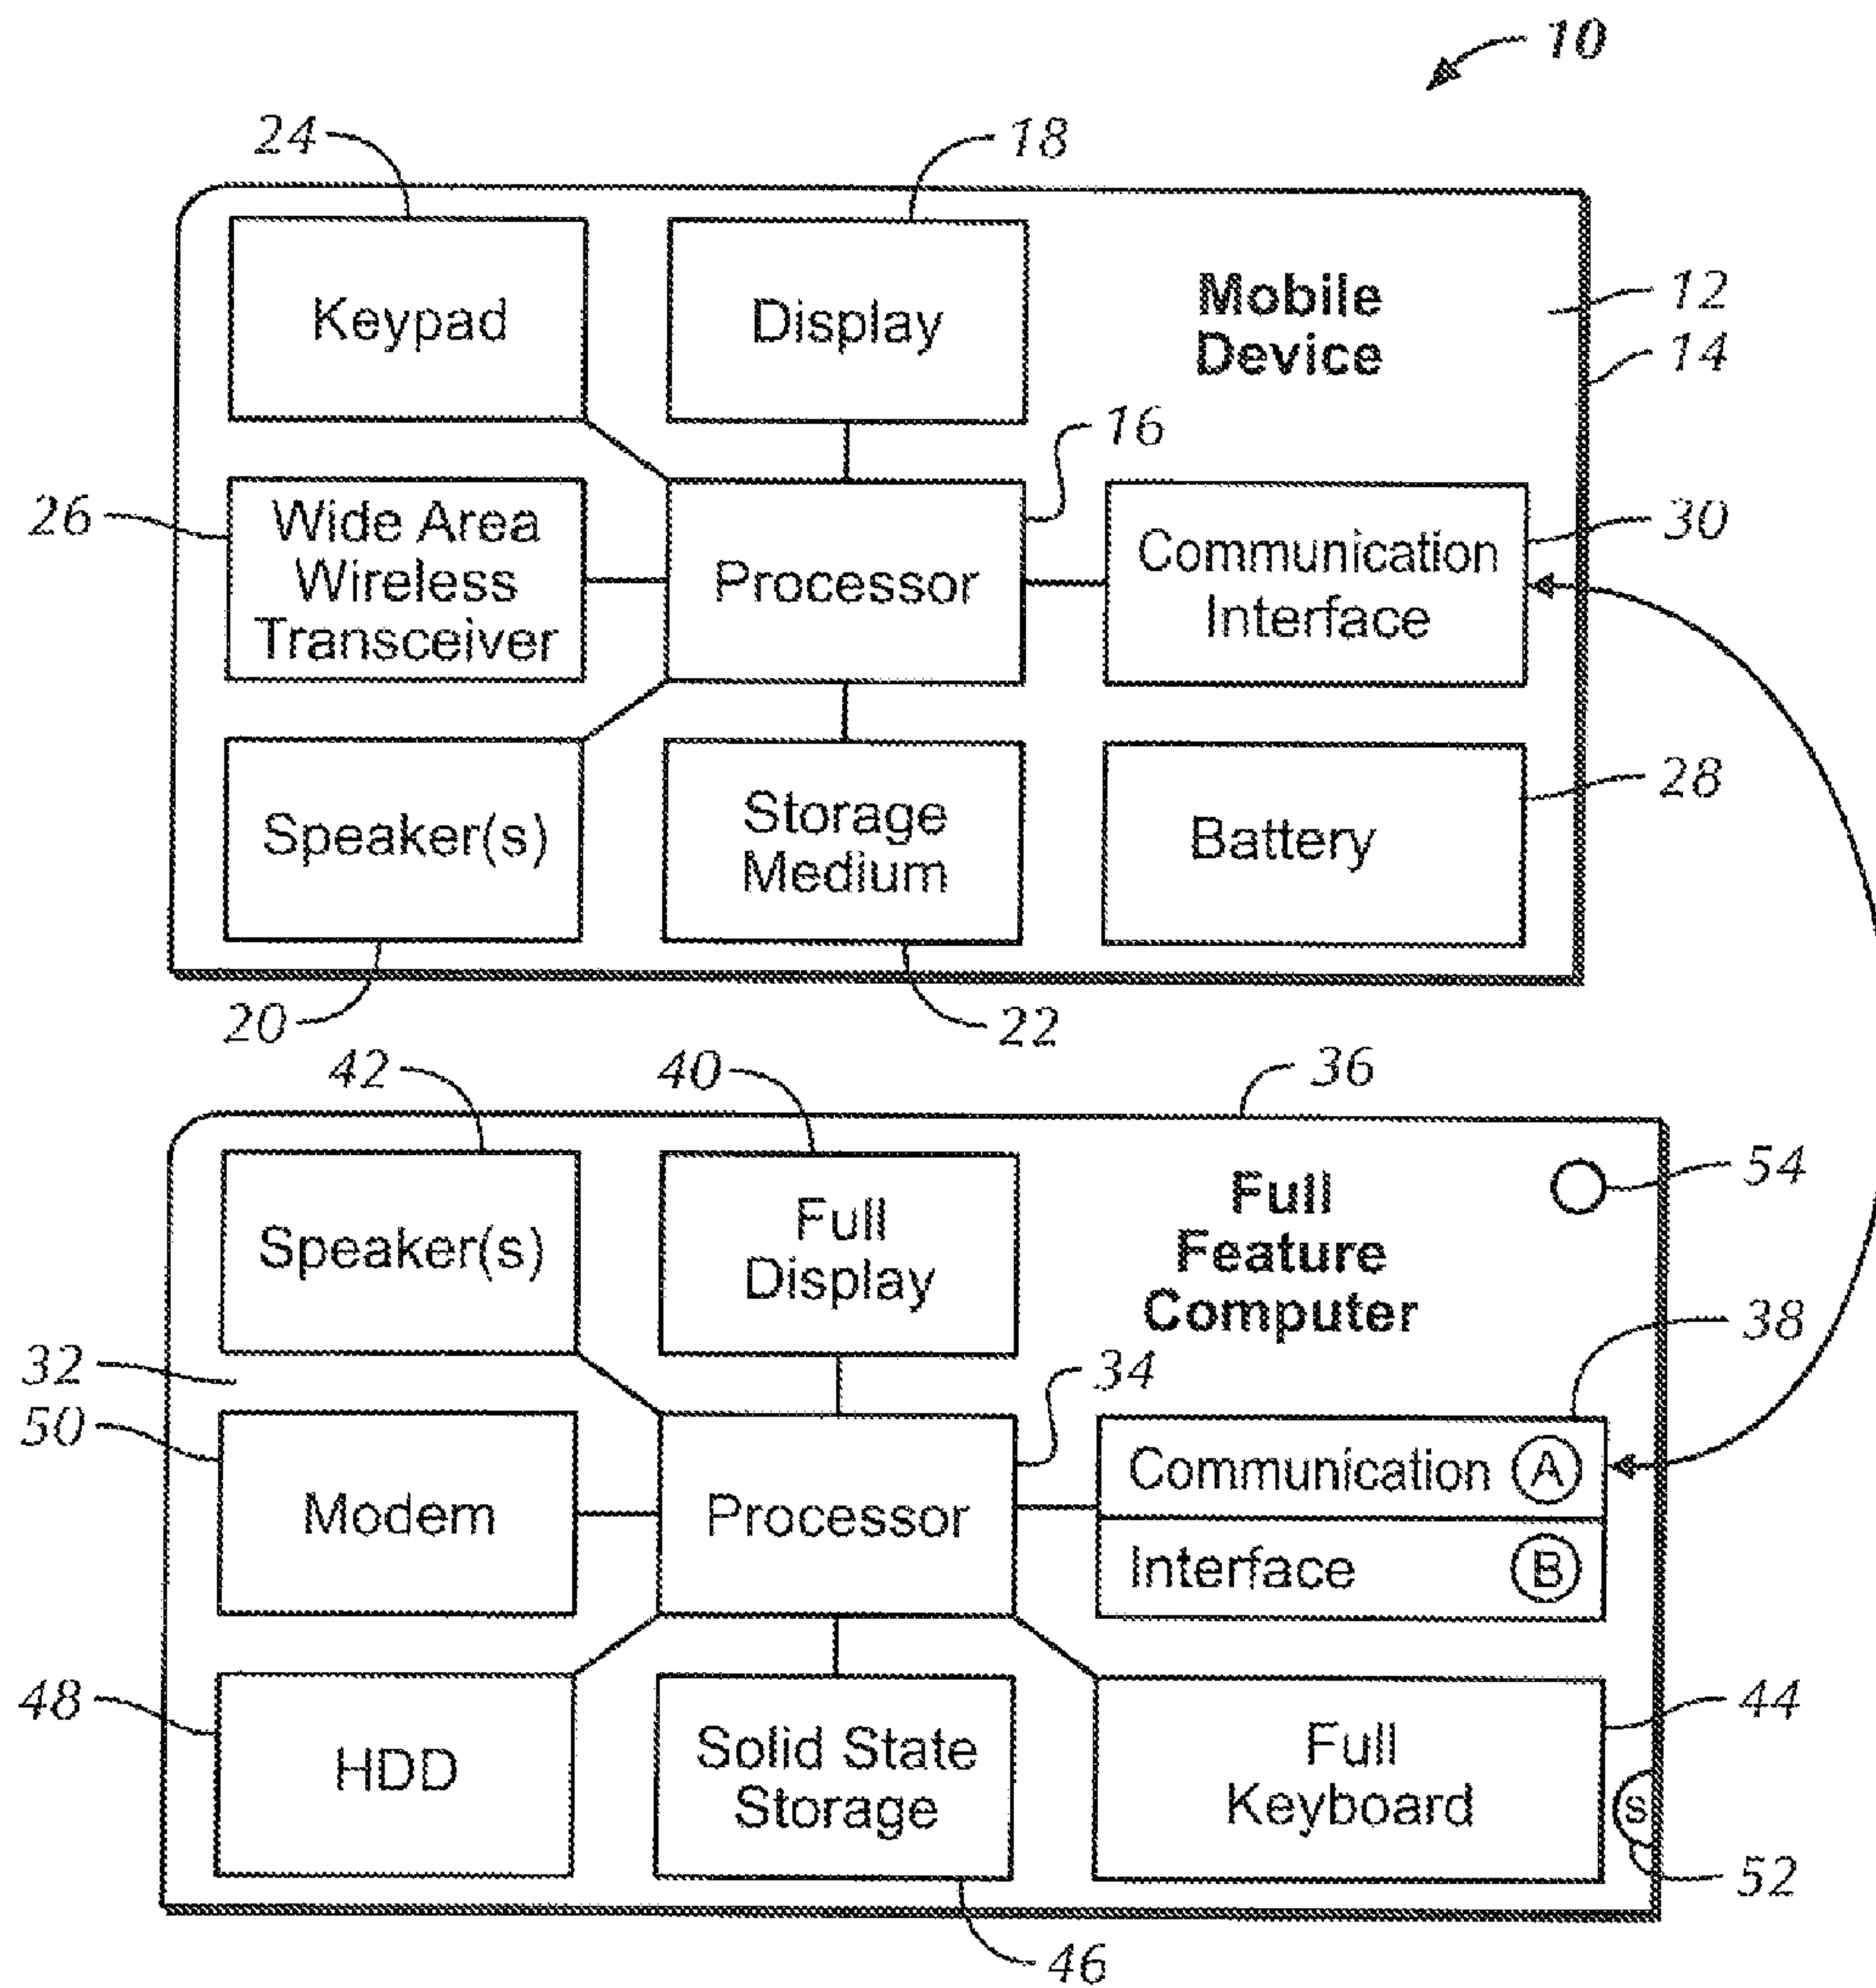 10
24
18
Keypad
Display
Mobile
Device
12
14
16
26
Wide Area
Wireless
Transceiver
Processor
Communication
Interface
30
Speaker(s)
Storage
Medium
Battery
28
20
22
42
40
36
Speaker(s)
Full
Display
Full
Feature
Computer
54
38
32
50
34
Modem
Processor
Communication A
Interface B
48
HDD
Solid State
Storage
Full
Keyboard
44
S
52
46